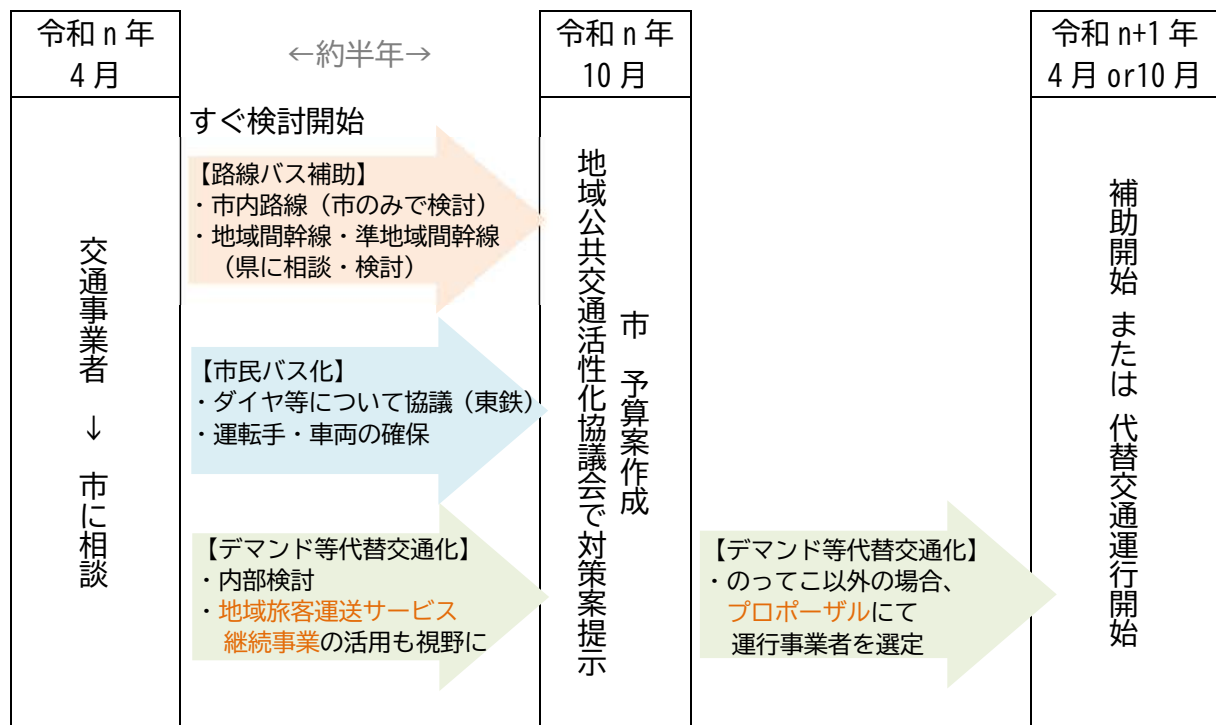 令和 n 年
4 月
←約半年→
令和 n 年
10 月
令和 n+1 年
4 月 or10 月
交通事業者 → 市に相談
すぐ検討開始
【路線バス補助】
・市内路線（市のみで検討）
・地域間幹線・準地域間幹線
（県に相談・検討）
【市民バス化】
・ダイヤ等について協議（東鉄）
・運転手・車両の確保
【デマンド等代替交通化】
・内部検討
・地域旅客運送サービス
継続事業の活用も視野に
市　予算案作成
地域公共交通活性化協議会で対策案提示
【デマンド等代替交通化】
・のってこ以外の場合、
プロポーザルにて
運行事業者を選定
補助開始 または 代替交通運行開始